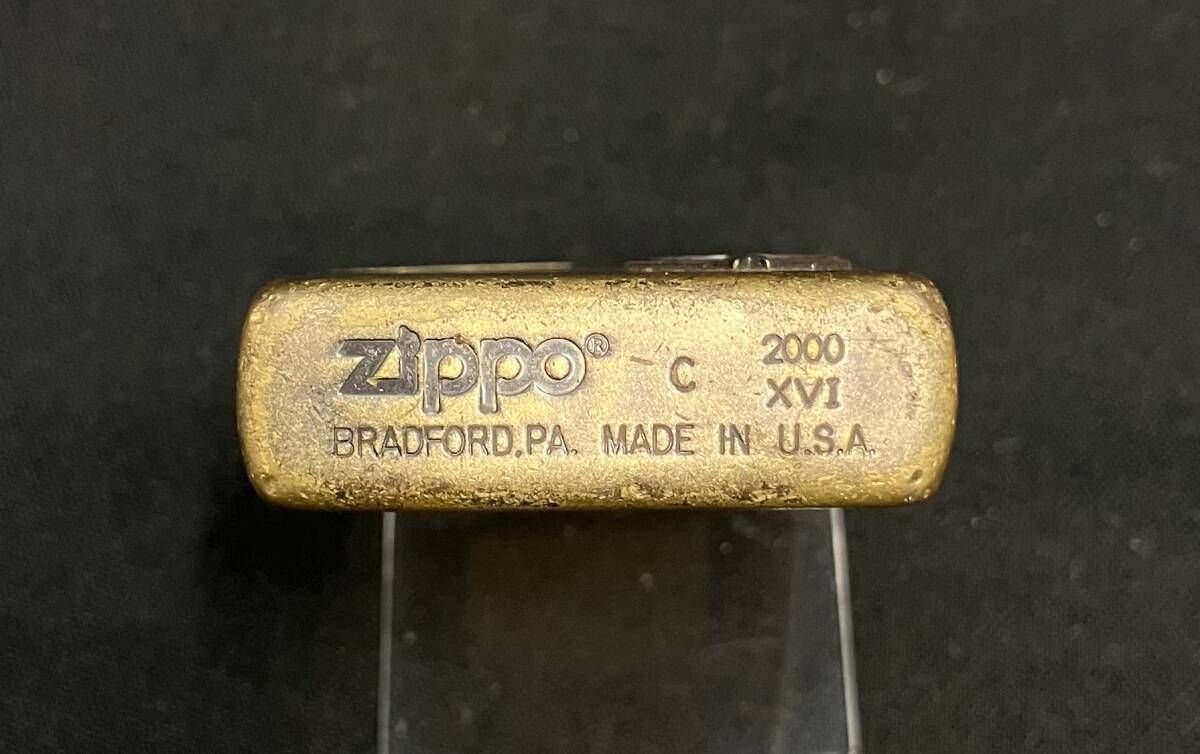 Zippo® C 2000
XVI
BRADFORD,PA. MADE IN U.S.A.